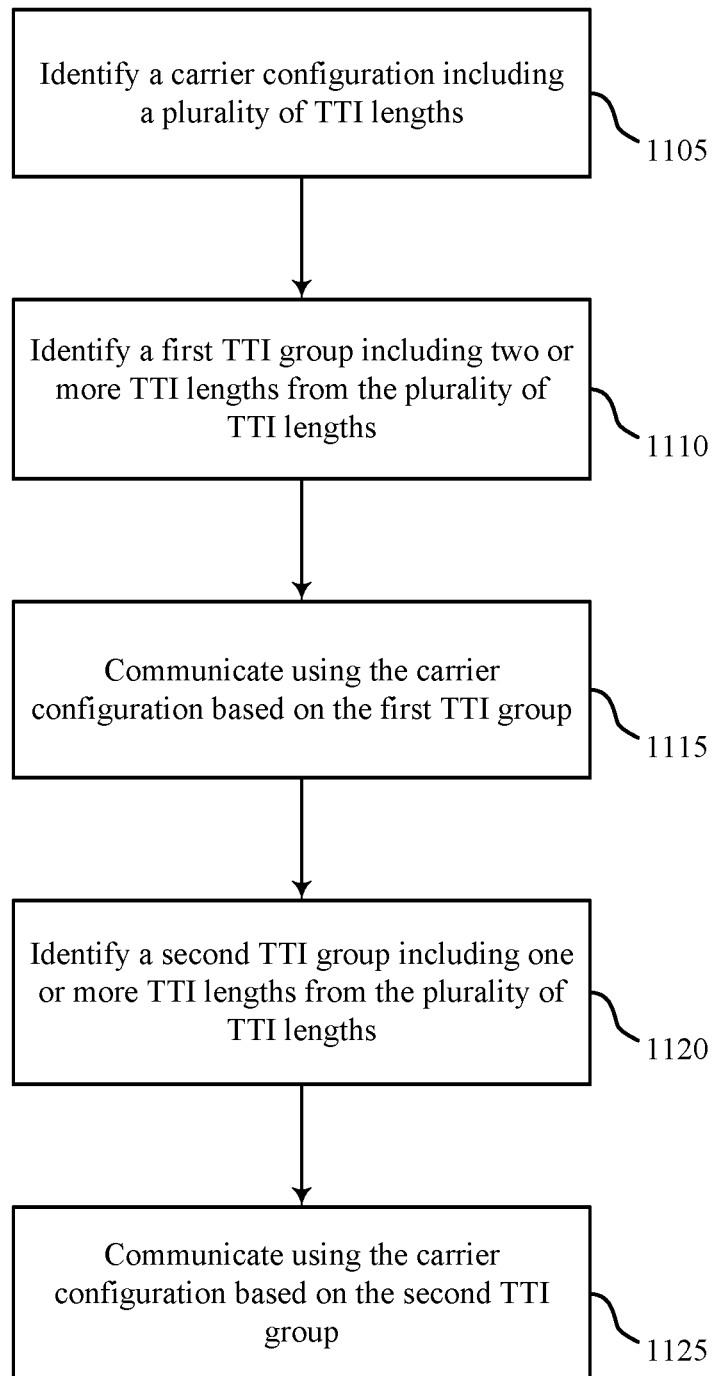 Identify a carrier configuration including
a plurality of TTI lengths
1105
Identify a first TTI group including two or
more TTI lengths from the plurality of
TTI lengths
1110
Communicate using the carrier
configuration based on the first TTI group
1115
Identify a second TTI group including one
or more TTI lengths from the plurality of
TTI lengths
1120
Communicate using the carrier
configuration based on the second TTI
group
1125